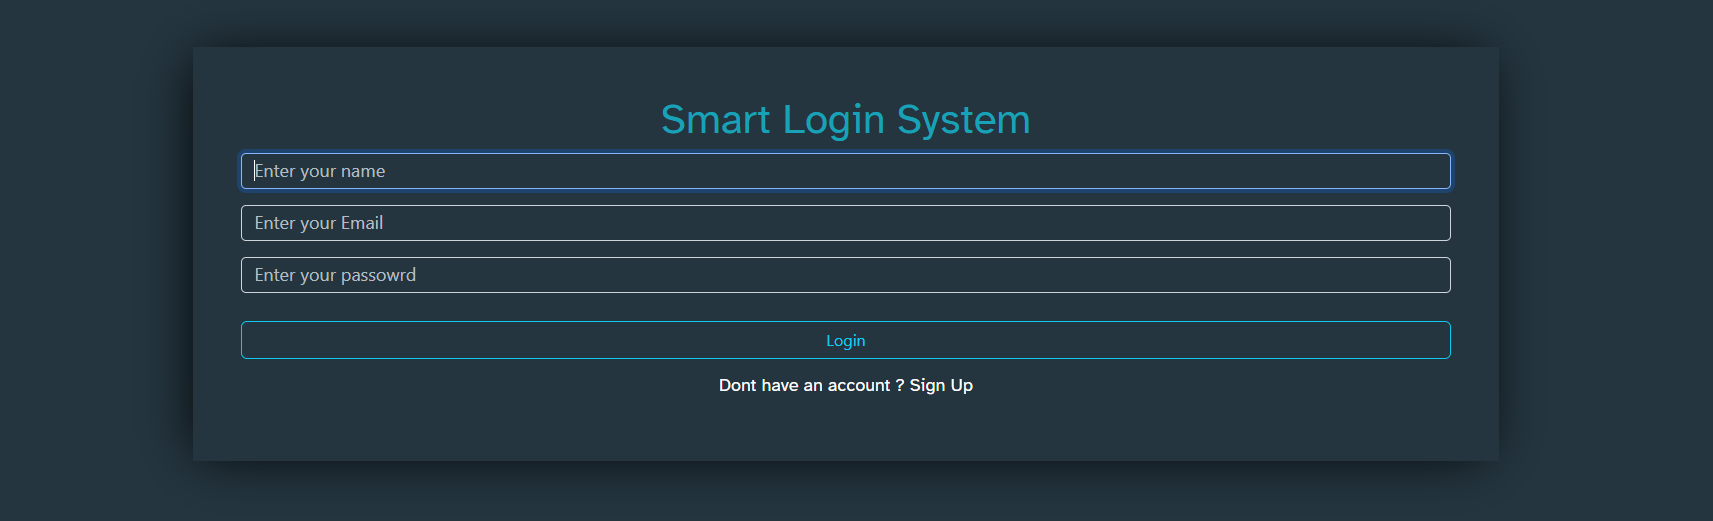 Smart Login System
Enter your name
Enter your Email
Enter your passowrd
Login
Dont have an account ? Sign Up